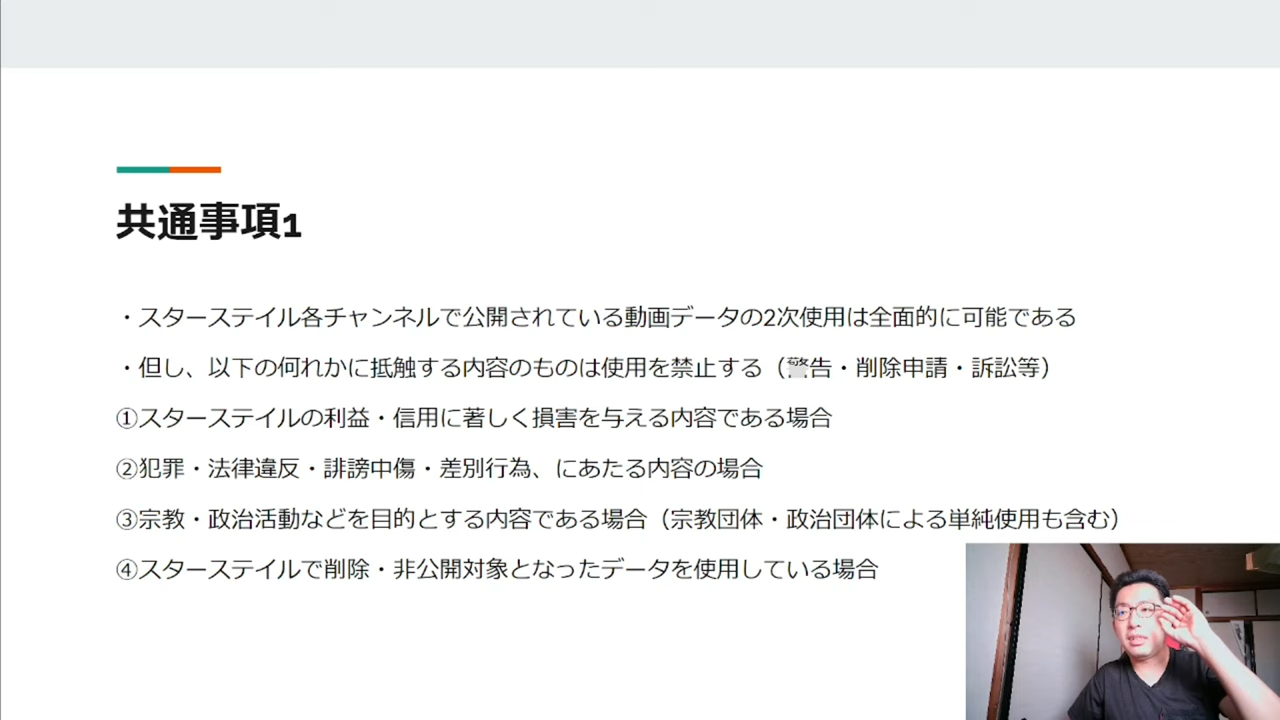 共通事項1
・スターステイル各チャンネルで公開されている動画データの2次使用は全面的に可能である
・但し、以下の何れかに抵触する内容のものは使用を禁止する（警告・削除申請・訴訟等）
①スターステイルの利益・信用に著しく損害を与える内容である場合
②犯罪・法律違反・誹謗中傷・差別行為、にあたる内容の場合
③宗教・政治活動などを目的とする内容である場合（宗教団体・政治団体による単純使用も含む）
④スターステイルで削除・非公開対象となったデータを使用している場合